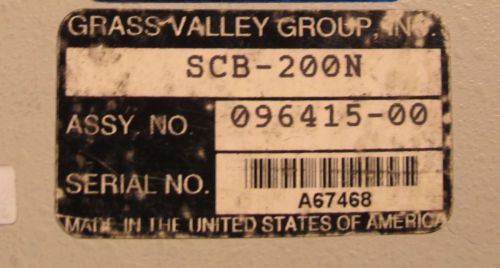 GRASS VALLEY GROUP, INC.
SCB-200N
ASSY. NO. 096415-00
SERIAL NO. A67468
MADE IN THE UNITED STATES OF AMERICA